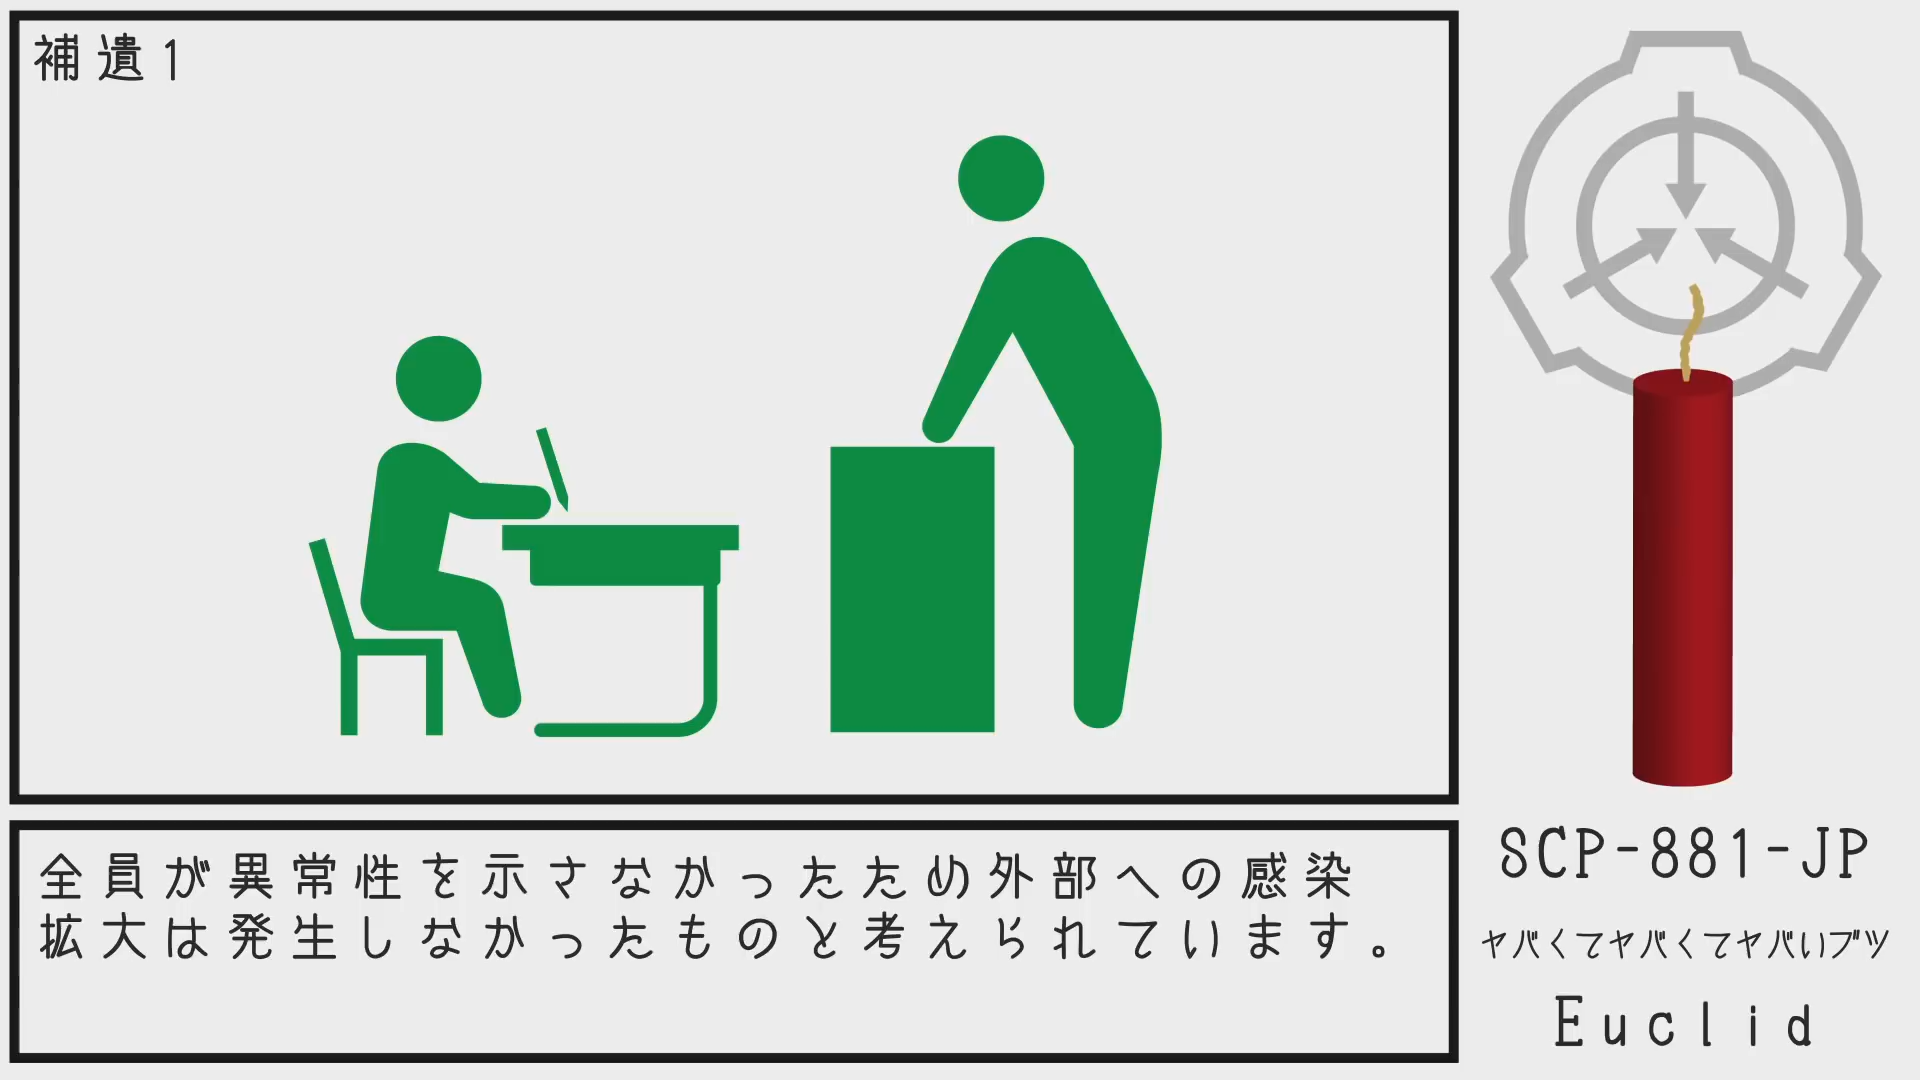 補遺1
全員が異常性を示さなかったため外部への感染
拡大は発生しなかったものと考えられています。
SCP-881-JP
ヤバくてヤバくてヤバいブツ
Euclid